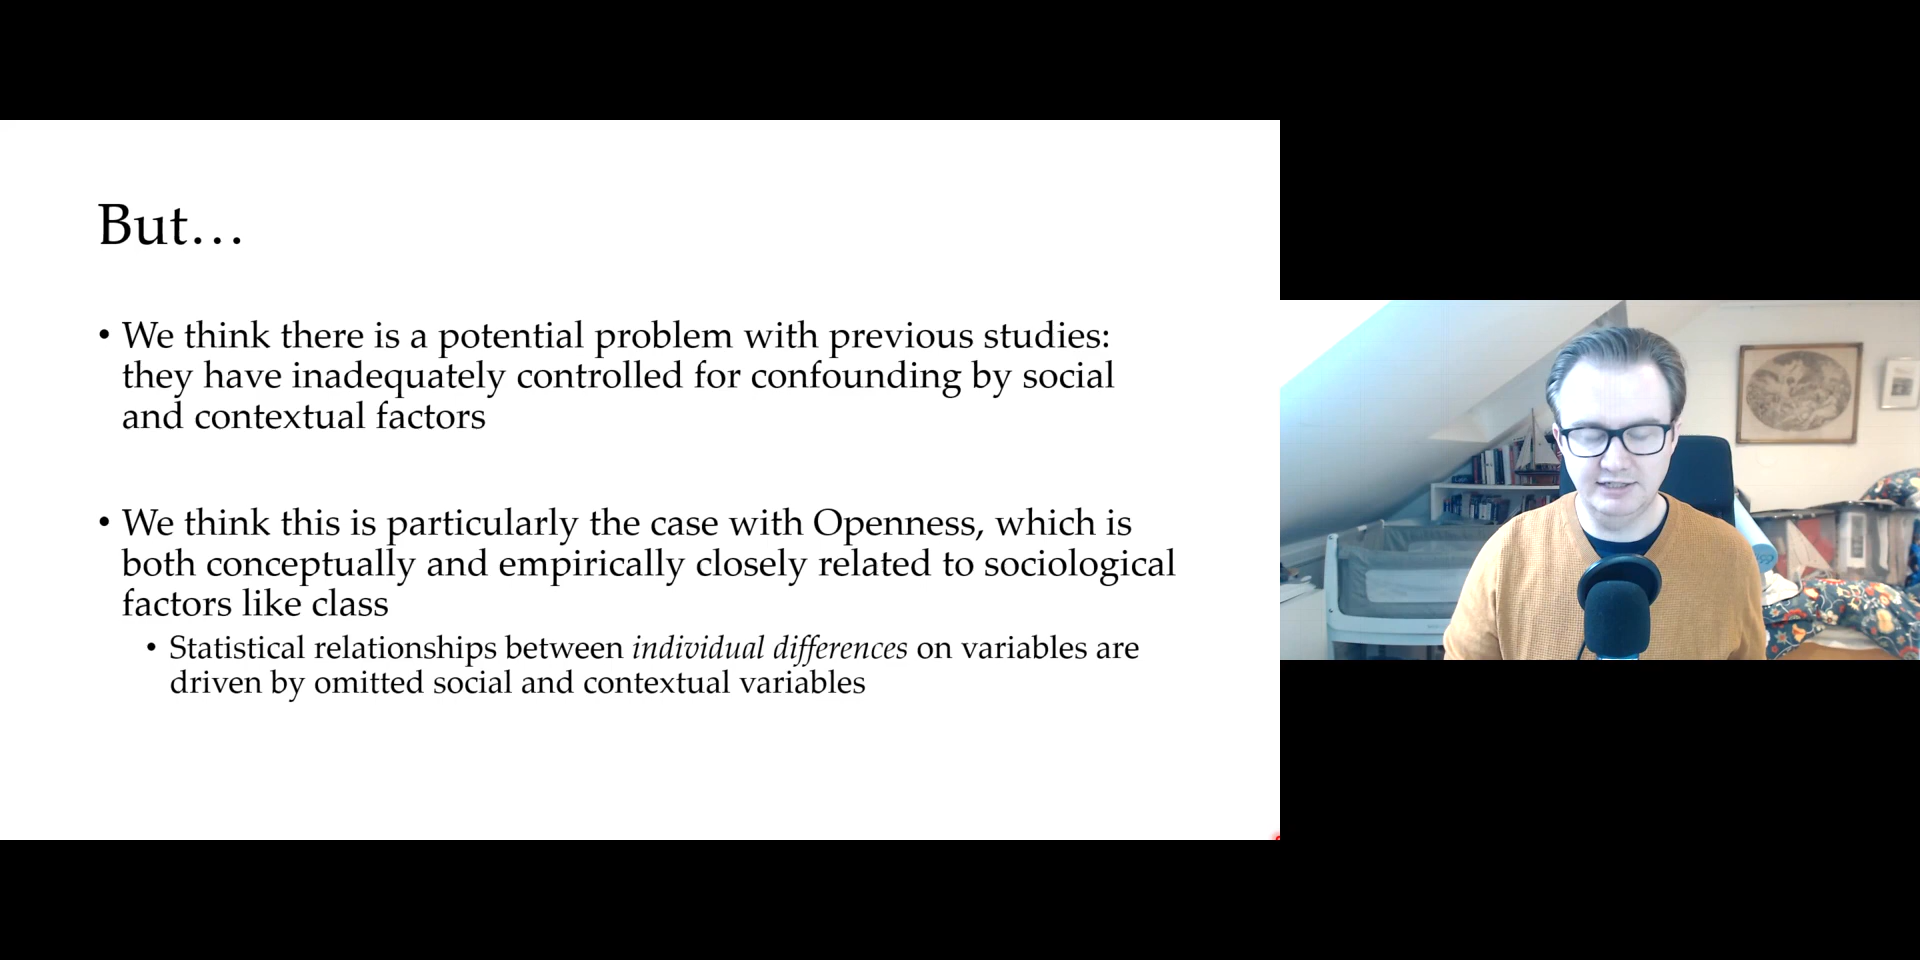 But…
• We think there is a potential problem with previous studies:
they have inadequately controlled for confounding by social
and contextual factors
• We think this is particularly the case with Openness, which is
both conceptually and empirically closely related to sociological
factors like class
• Statistical relationships between individual differences on variables are
driven by omitted social and contextual variables